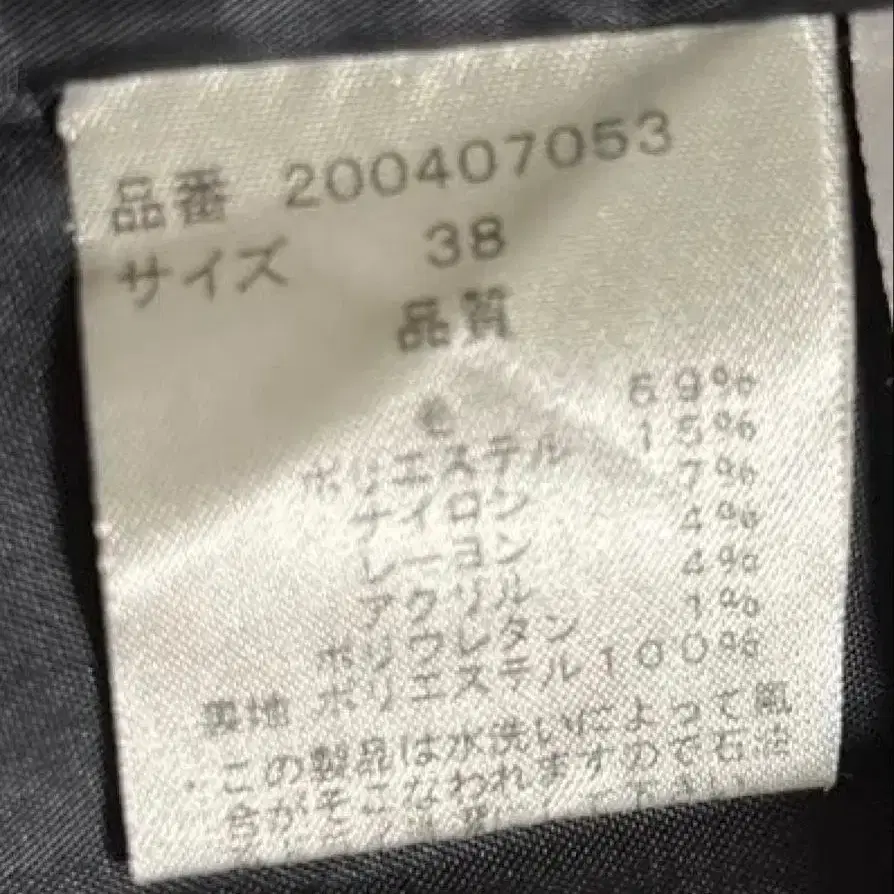 品番 200407053
サイズ 38
品質
毛 69%
ポリエステル 15%
ナイロン 7%
レーヨン 4%
アクリル 4%
ポリウレタン 1%
裏地 ポリエステル 100%
・この製品は水洗いによって風
合がそこなわれますので石油